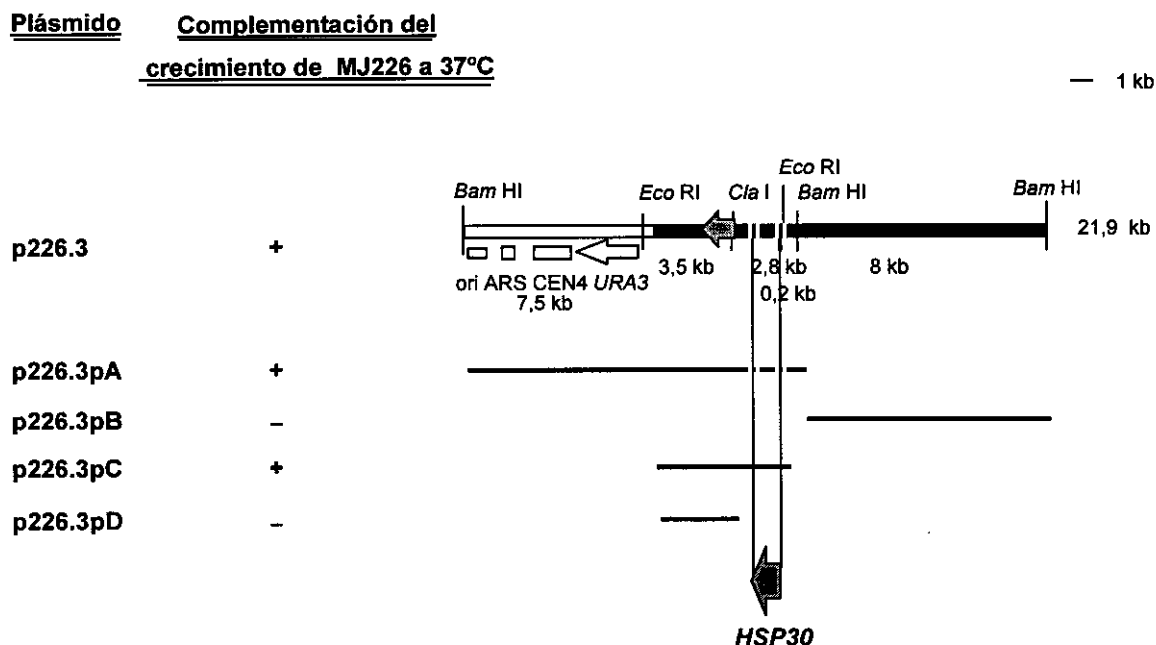 Plásmido Complementación del
crecimiento de MJ226 a 37ºC
1 kb
Eco RI
Bam HI Eco RI Cla I Bam HI Bam HI
p226.3 + 21,9 kb
3,5 kb 2,8 kb 8 kb
ori ARS CEN4 URA3 0,2 kb
7,5 kb
p226.3pA +
p226.3pB –
p226.3pC +
p226.3pD –
HSP30